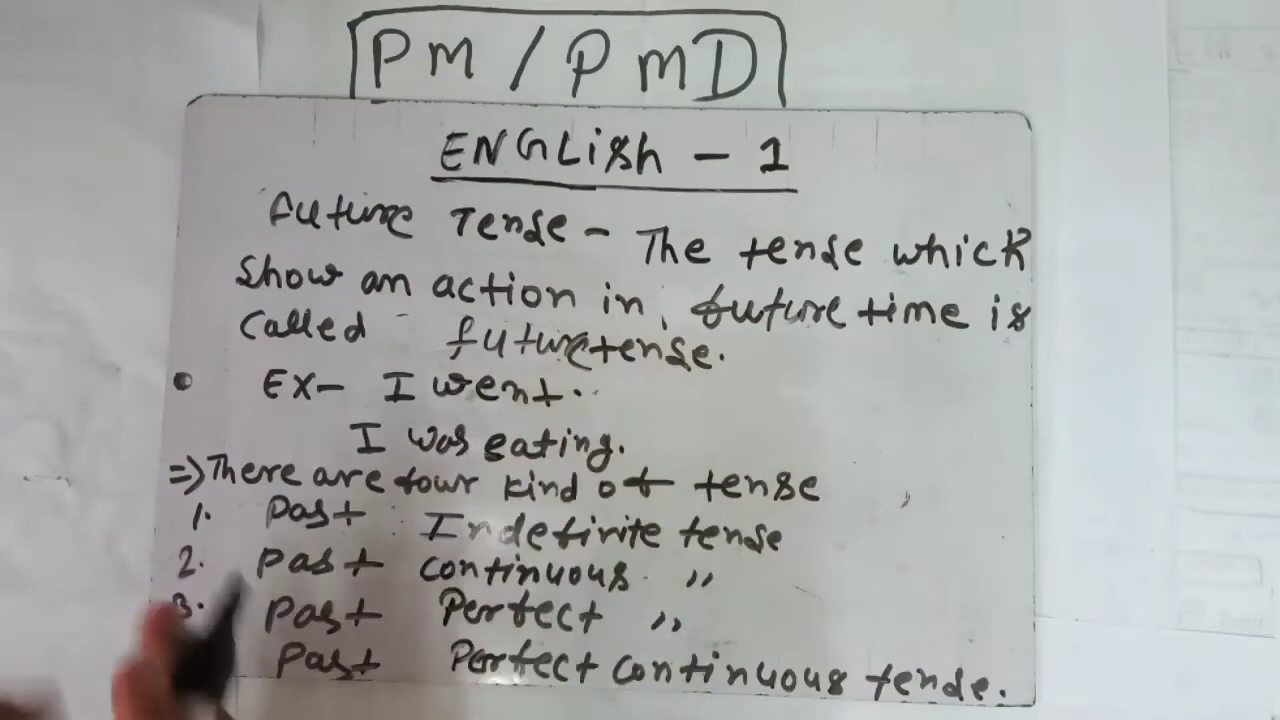 PM / PMD
ENGLish - 1
future Tense - The tense which
show an action in, future time is
called future tense.
• EX- I went.
I was eating.
=> There are four kind of tense
1. Past Indefinite tense
2. Past continuous "
3. Past Perfect "
Past Perfect continuous tense.